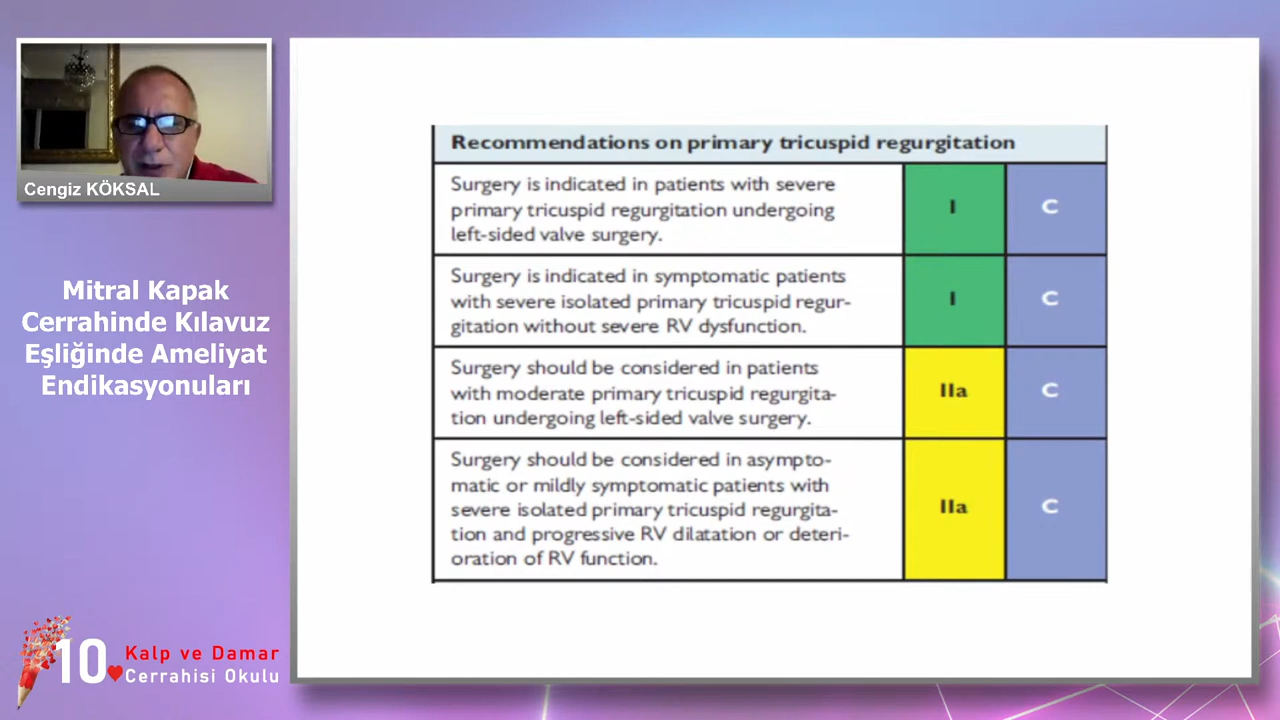 Cengiz KÖKSAL
Mitral Kapak
Cerrahinde Kılavuz
Eşliğinde Ameliyat
Endikasyonuları
10.
Kalp ve Damar
Cerrahisi Okulu
Recommendations on primary tricuspid regurgitation
Surgery is indicated in patients with severe
primary tricuspid regurgitation undergoing
left-sided valve surgery.
I
C
Surgery is indicated in symptomatic patients
with severe isolated primary tricuspid regur-
gitation without severe RV dysfunction.
I
C
Surgery should be considered in patients
with moderate primary tricuspid regurgita-
tion undergoing left-sided valve surgery.
IIa
C
Surgery should be considered in asympto-
matic or mildly symptomatic patients with
severe isolated primary tricuspid regurgita-
tion and progressive RV dilatation or deteri-
oration of RV function.
IIa
C